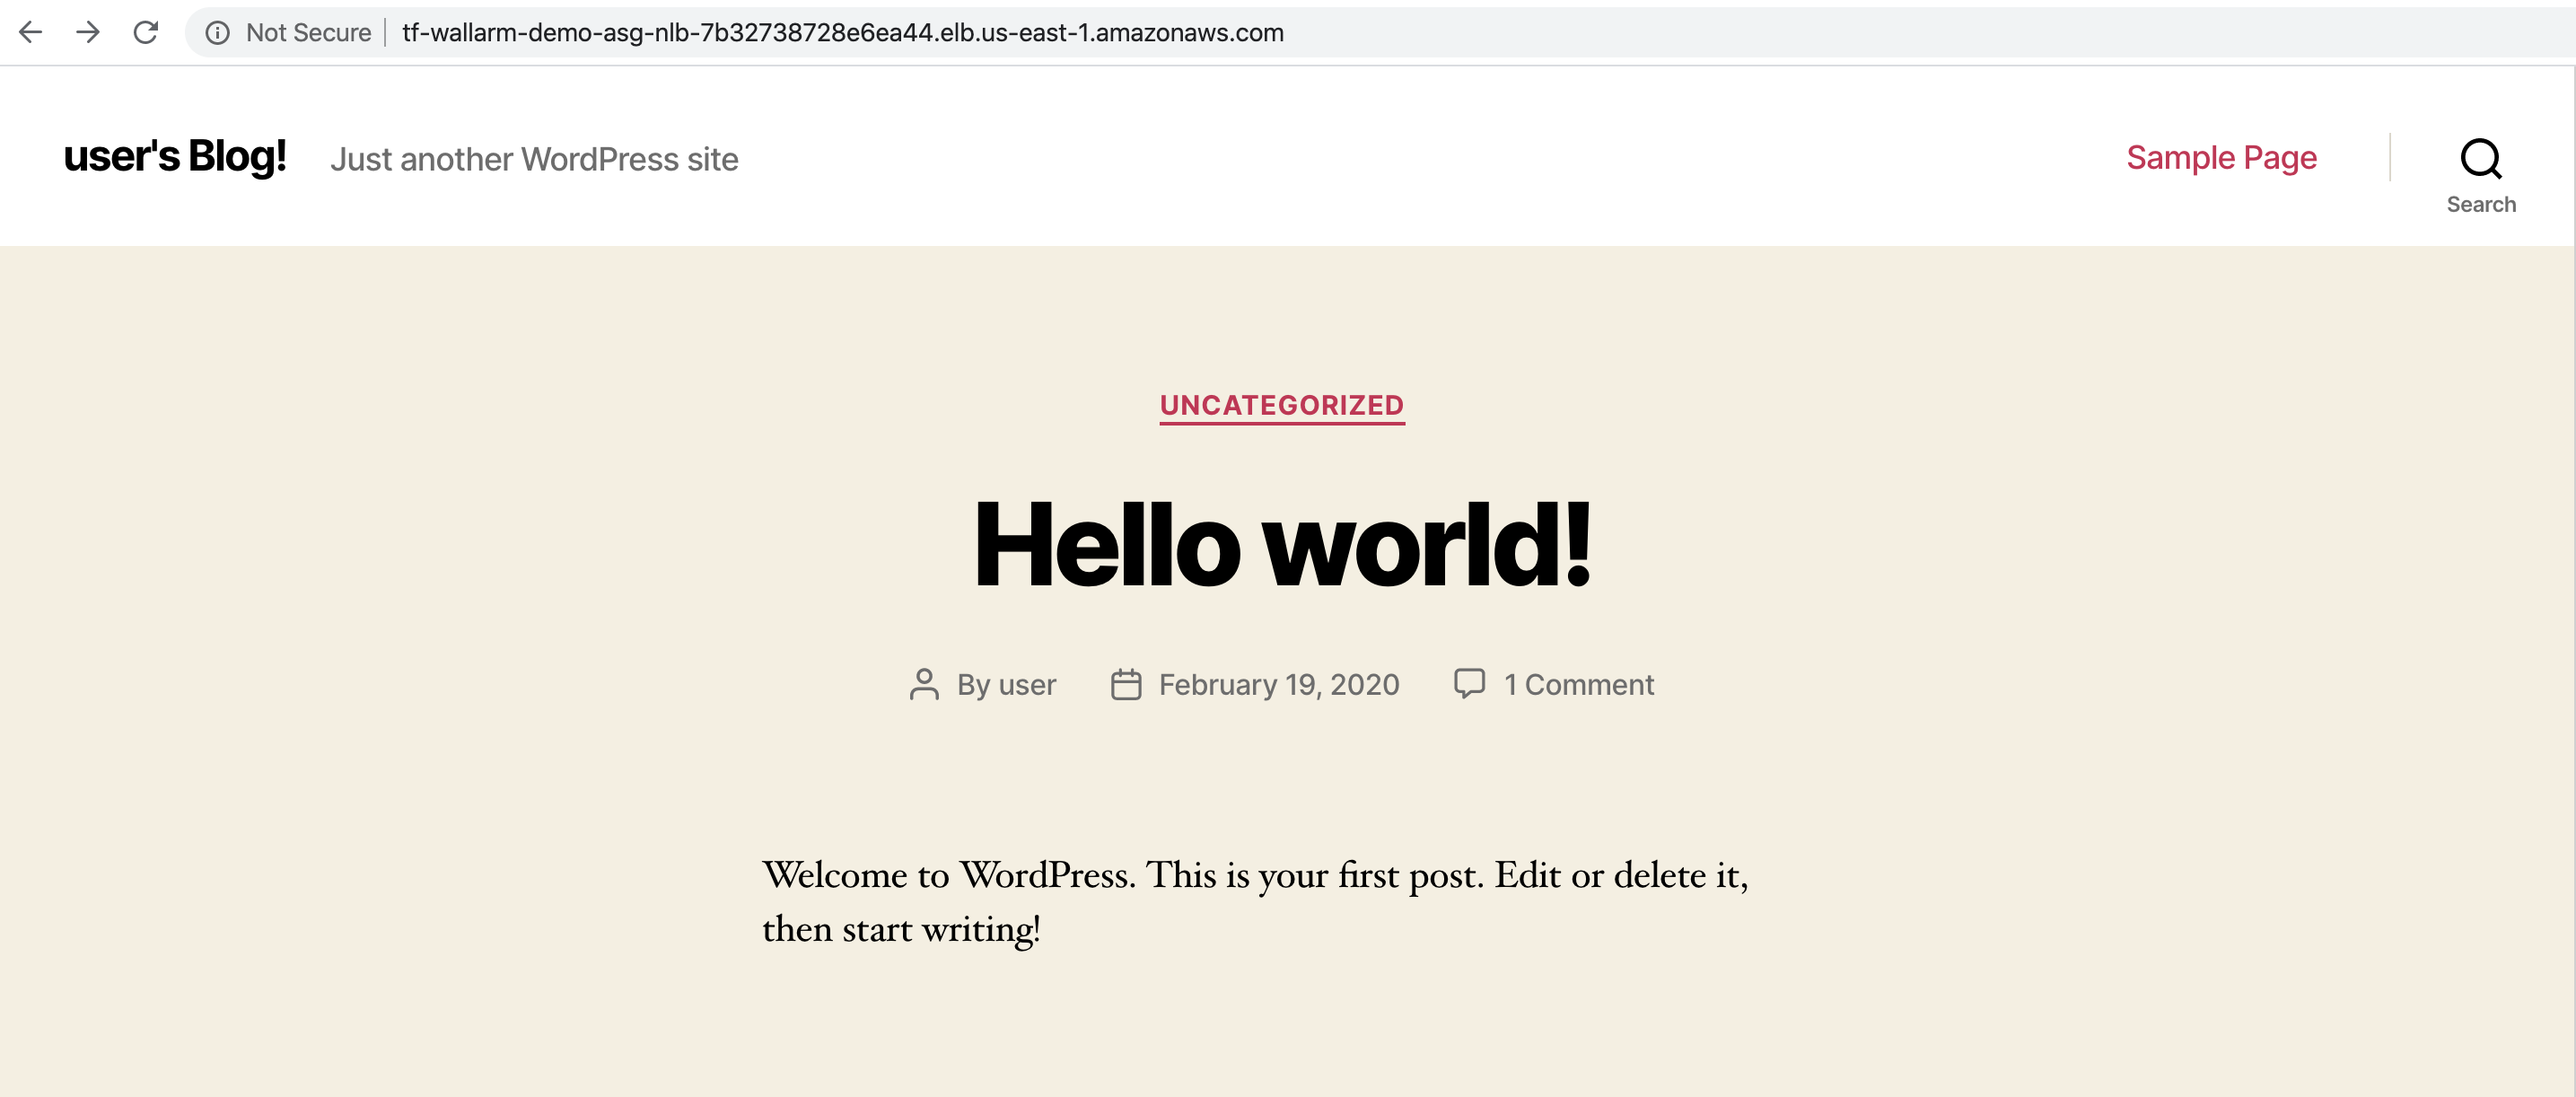 Not Secure tf-wallarm-demo-asg-nlb-7b32738728e6ea44.elb.us-east-1.amazonaws.com
user's Blog! Just another WordPress site Sample Page
Search
UNCATEGORIZED
Hello world!
By user February 19, 2020 1 Comment
Welcome to WordPress. This is your first post. Edit or delete it,
then start writing!